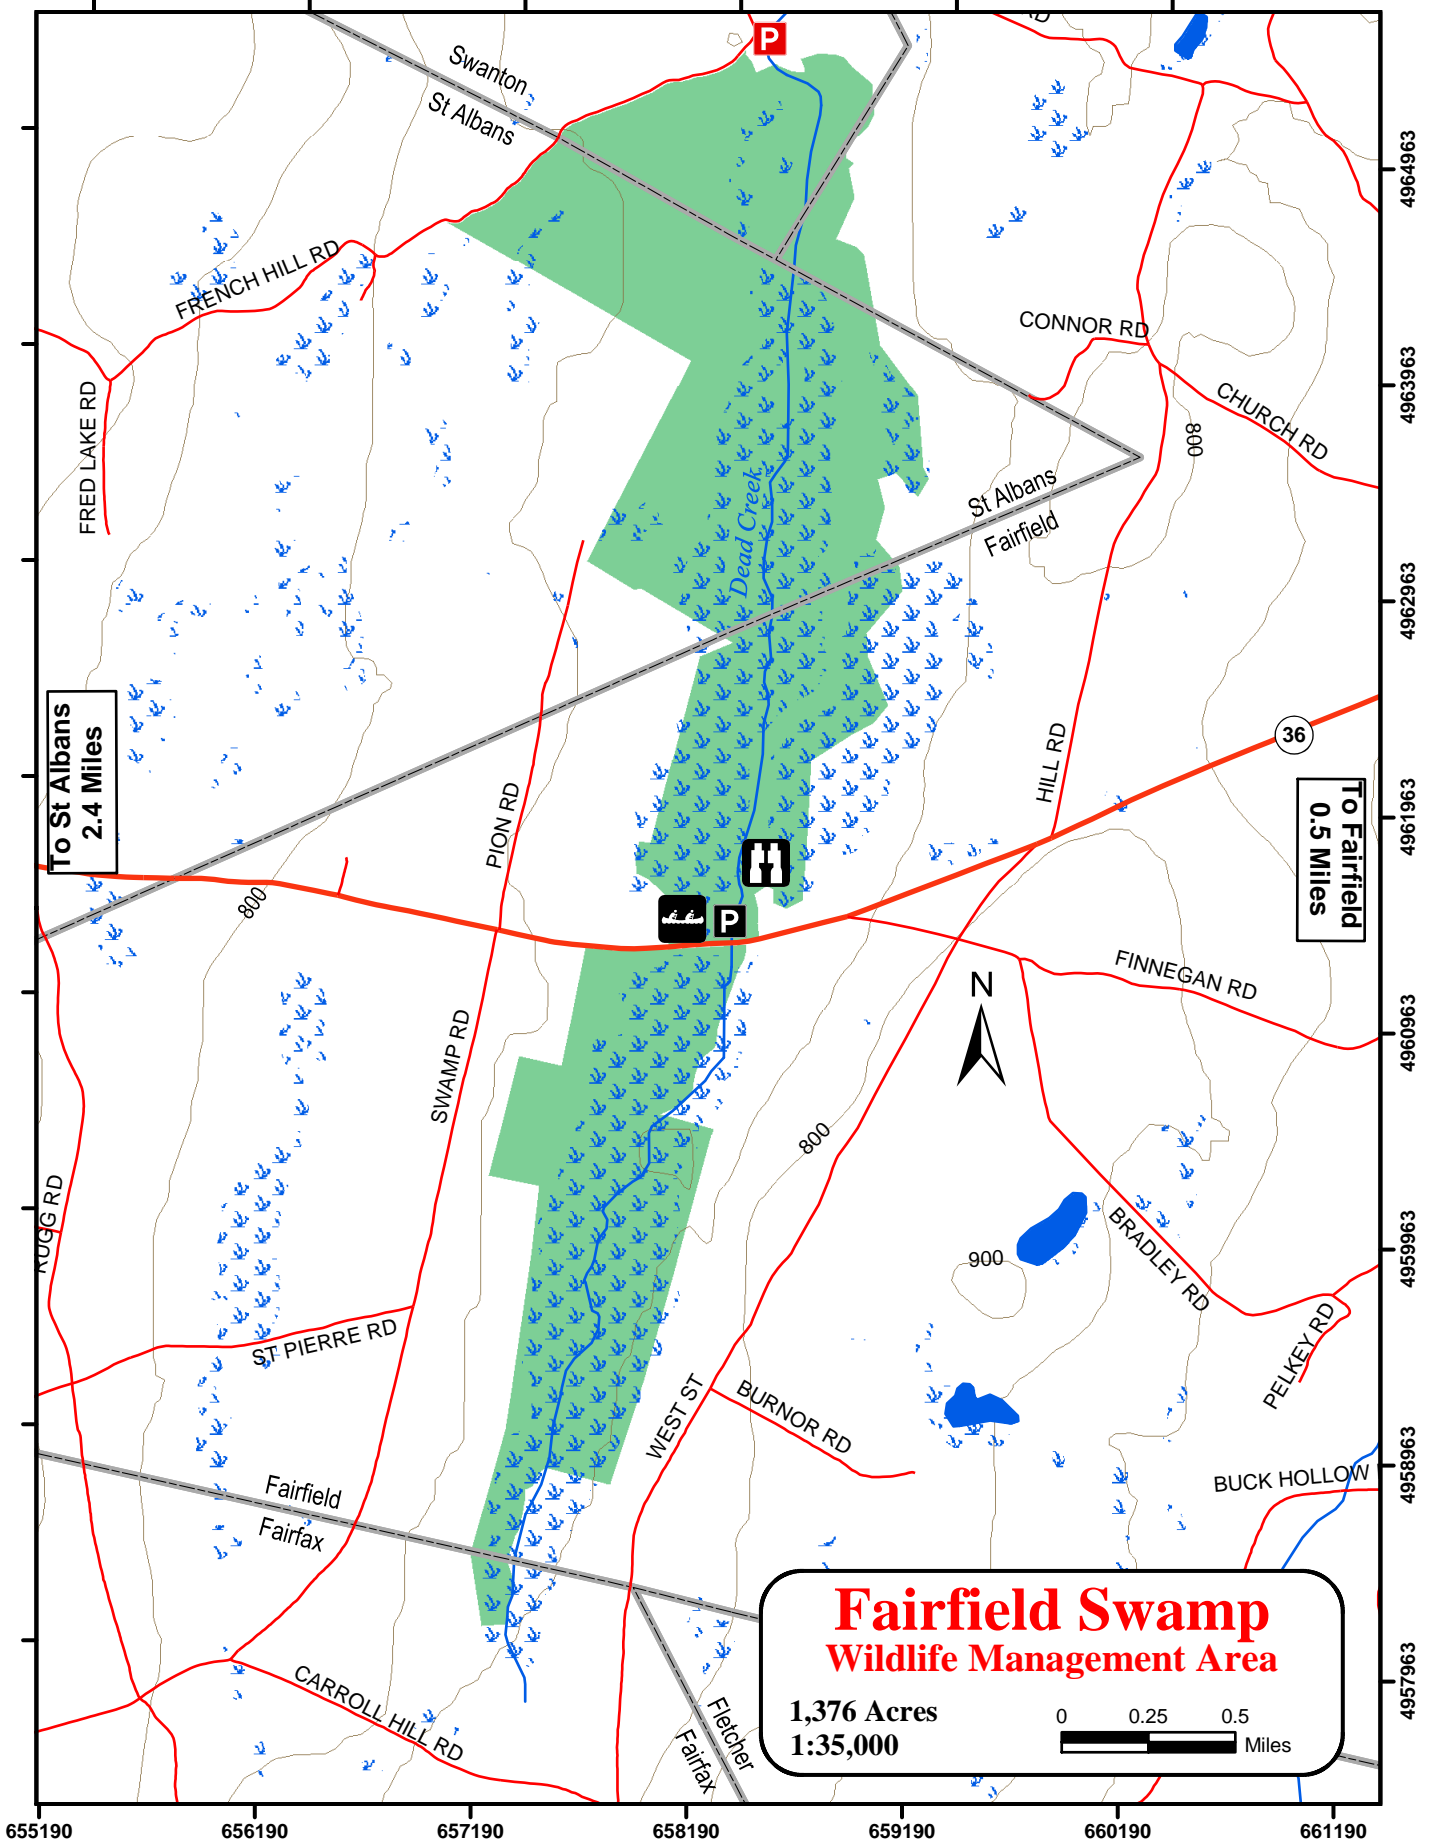 RD
P
Swanton
St Albans
4964963
FRENCH HILL RD
CONNOR RD
4963963
FRED LAKE RD
CHURCH RD
800
Dead Creek
St Albans
Fairfield
4962963
To St Albans
2.4 Miles
36
HILL RD
PION RD
4961963
To Fairfield
0.5 Miles
800
P
FINNEGAN RD
N
4960963
SWAMP RD
800
RUGG RD
BRADLEY RD
900
4959963
ST PIERRE RD
PELKEY RD
WEST ST
BURNOR RD
4958963
BUCK HOLLOW
Fairfield
Fairfax
Fairfield Swamp
Wildlife Management Area
1,376 Acres
1:35,000
0 0.25 0.5
Miles
4957963
CARROLL HILL RD
Fletcher
Fairfax
655190 656190 657190 658190 659190 660190 661190